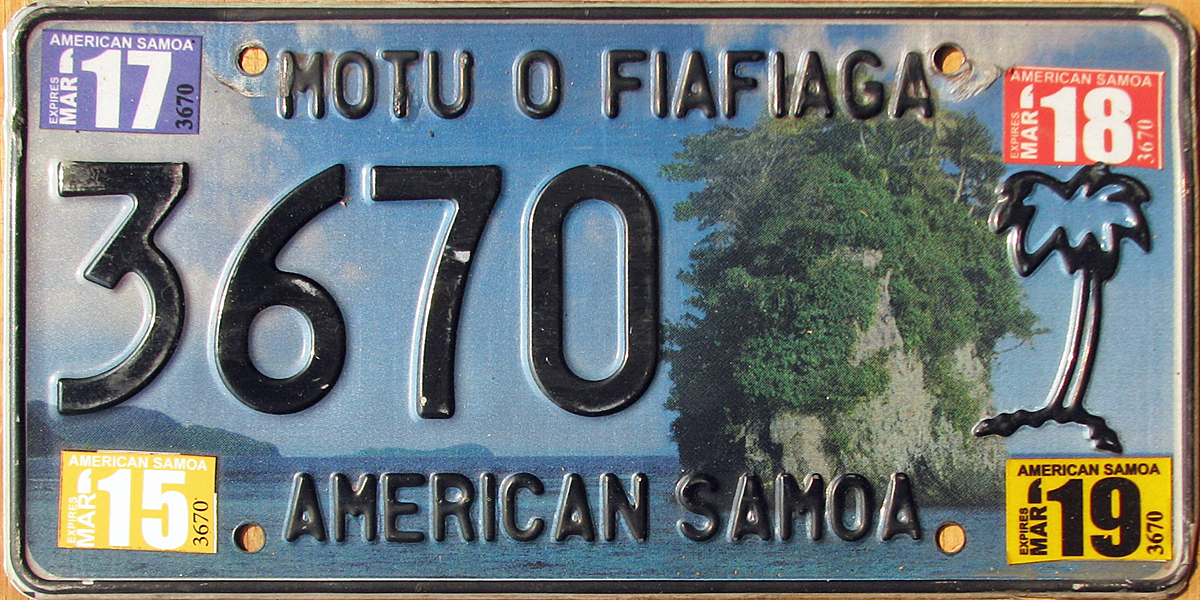 AMERICAN SAMOA
EXPIRES
MAR
17
3670
MOTU O FIAFIAGA
AMERICAN SAMOA
EXPIRES
MAR
18
3670
3670
AMERICAN SAMOA
EXPIRES
MAR
15
3670
AMERICAN SAMOA
AMERICAN SAMOA
EXPIRES
MAR
19
3670